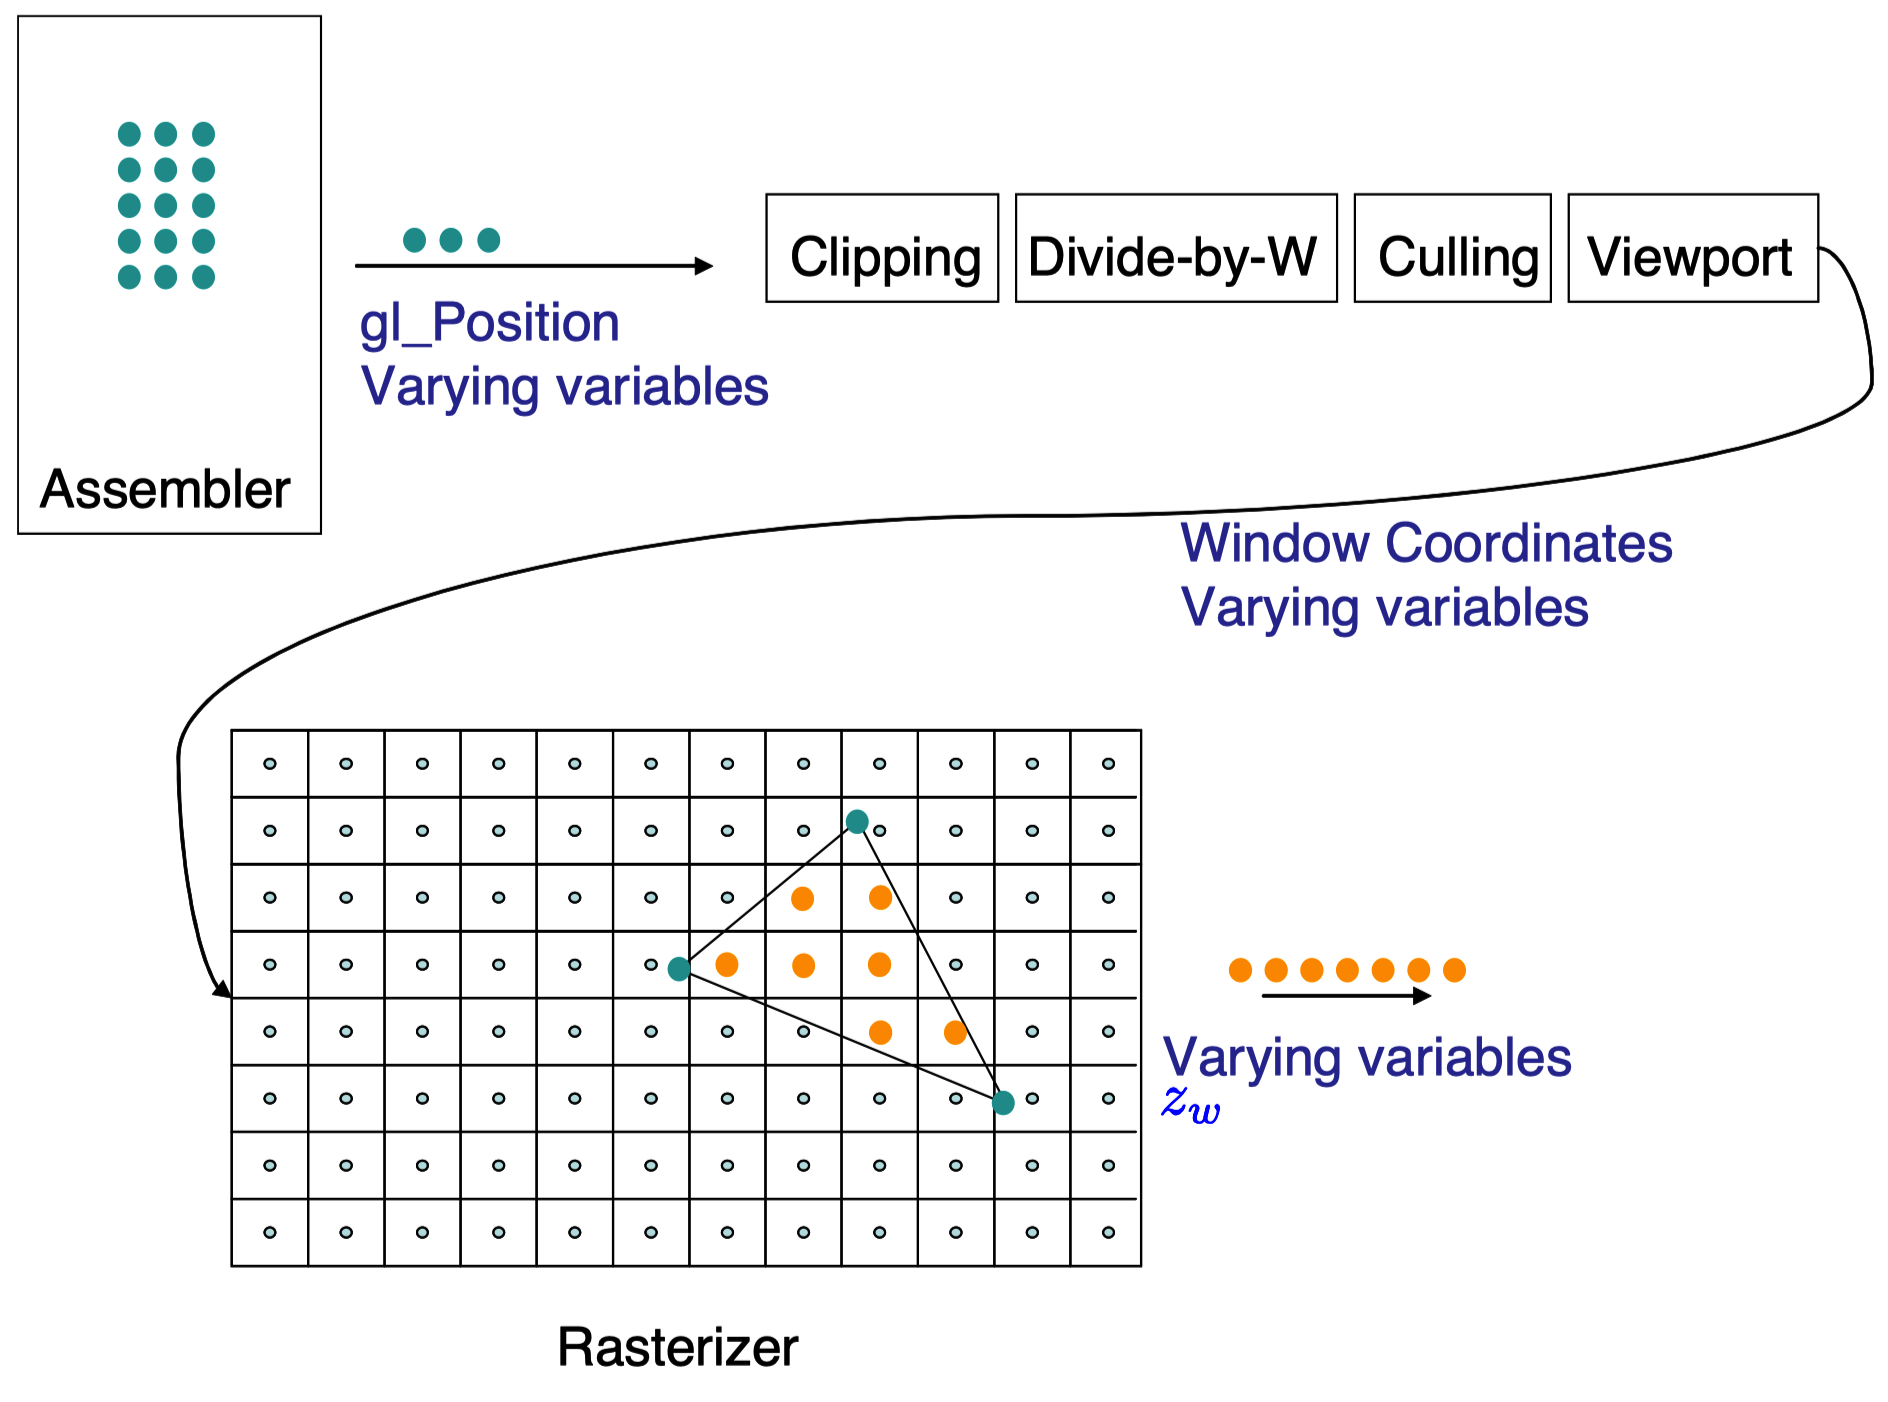 Assembler
gl_Position
Varying variables
Clipping
Divide-by-W
Culling
Viewport
Window Coordinates
Varying variables
Varying variables
z_w
Rasterizer